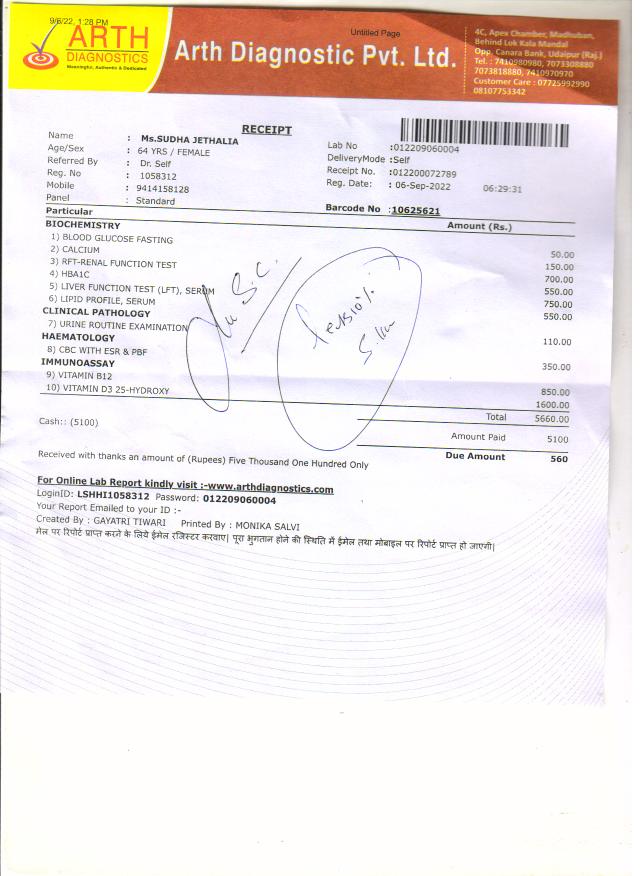 9/6/22, 1:28 PM
Untitled Page
ARTH
DIAGNOSTICS
Meaningful, Authentic & Dedicated
Arth Diagnostic Pvt. Ltd.
4C, Apex Chamber, Madhuban,
Behind Lok Kala Mandal
Opp. Canara Bank, Udaipur (Raj.)
Tel. : 7410980980, 7073308880
7073818880, 7410970970
Customer Care : 07725992990
08107753342
RECEIPT
Name : Ms.SUDHA JETHALIA
Age/Sex : 64 YRS / FEMALE
Referred By : Dr. Self
Reg. No : 1058312
Mobile : 9414158128
Panel : Standard
Lab No :012209060004
DeliveryMode :Self
Receipt No. :012200072789
Reg. Date: : 06-Sep-2022 06:29:31
Barcode No :10625621
Particular Amount (Rs.)
BIOCHEMISTRY
1) BLOOD GLUCOSE FASTING 50.00
2) CALCIUM 150.00
3) RFT-RENAL FUNCTION TEST 700.00
4) HBA1C 550.00
5) LIVER FUNCTION TEST (LFT), SERUM 750.00
6) LIPID PROFILE, SERUM 550.00
CLINICAL PATHOLOGY
7) URINE ROUTINE EXAMINATION 110.00
HAEMATOLOGY
8) CBC WITH ESR & PBF 350.00
IMMUNOASSAY
9) VITAMIN B12 850.00
10) VITAMIN D3 25-HYDROXY 1600.00
Total 5660.00
Cash:: (5100)
Amount Paid 5100
Due Amount 560
Received with thanks an amount of (Rupees) Five Thousand One Hundred Only
For Online Lab Report kindly visit :-www.arthdiagnostics.com
LoginID: LSHHI1058312 Password: 012209060004
Your Report Emailed to your ID :-
Created By : GAYATRI TIWARI Printed By : MONIKA SALVI
मेल पर रिपोर्ट प्राप्त करने के लिये ईमेल रजिस्टर करवाए| पूरा भुगतान होने की स्थिति में ईमेल तथा मोबाइल पर रिपोर्ट प्राप्त हो जाएगी|